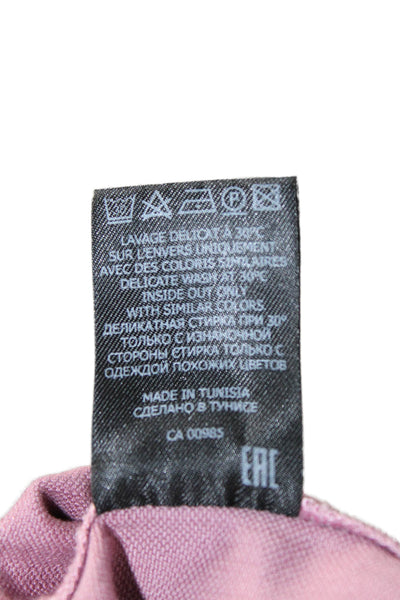 LAVAGE DELICAT A 30°C
SUR L'ENVERS UNIQUEMENT
AVEC DES COLORIS SIMILAIRES
DELICATE WASH AT 30°C
INSIDE OUT ONLY
WITH SIMILAR COLORS
ДЕЛИКАТНАЯ СТИРКА ПРИ 30°
ТОЛЬКО С ИЗНАНОЧНОЙ
СТОРОНЫ СТИРКА ТОЛЬКО С
ОДЕЖДОЙ ПОХОЖИХ ЦВЕТОВ
MADE IN TUNISIA
СДЕЛАНО В ТУНИСЕ
CA 00985
EAC